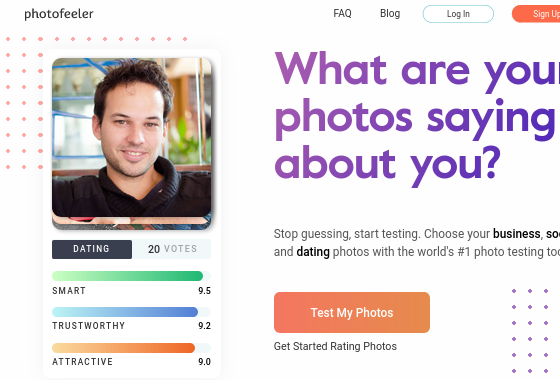 photofeeler
FAQ
Blog
Log In
Sign Up
What are your
photos saying
about you?
Stop guessing, start testing. Choose your business,
and dating photos with the world's #1 photo testing
Test My Photos
Get Started Rating Photos
DATING
20 VOTES
SMART 9.5
TRUSTWORTHY 9.2
ATTRACTIVE 9.0